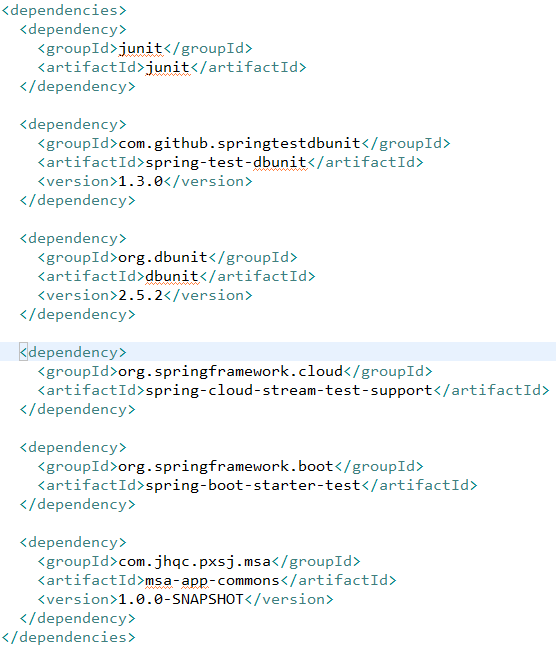 <dependencies>
  <dependency>
    <groupId>junit</groupId>
    <artifactId>junit</artifactId>
  </dependency>

  <dependency>
    <groupId>com.github.springtestdbunit</groupId>
    <artifactId>spring-test-dbunit</artifactId>
    <version>1.3.0</version>
  </dependency>

  <dependency>
    <groupId>org.dbunit</groupId>
    <artifactId>dbunit</artifactId>
    <version>2.5.2</version>
  </dependency>

  <dependency>
    <groupId>org.springframework.cloud</groupId>
    <artifactId>spring-cloud-stream-test-support</artifactId>
  </dependency>

  <dependency>
    <groupId>org.springframework.boot</groupId>
    <artifactId>spring-boot-starter-test</artifactId>
  </dependency>

  <dependency>
    <groupId>com.jhqc.pxsj.msa</groupId>
    <artifactId>msa-app-commons</artifactId>
    <version>1.0.0-SNAPSHOT</version>
  </dependency>
</dependencies>